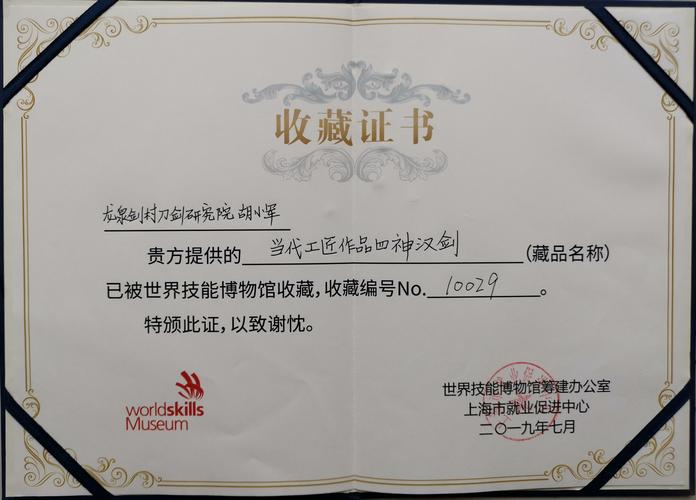 收藏证书
龙泉剑村刀剑研究院 胡小军
贵方提供的 当代工匠作品四神汉剑 (藏品名称)
已被世界技能博物馆收藏，收藏编号No. 10029 。
特颁此证，以致谢忱。
worldskills
Museum
世界技能博物馆筹建办公室
上海市就业促进中心
二〇一九年七月